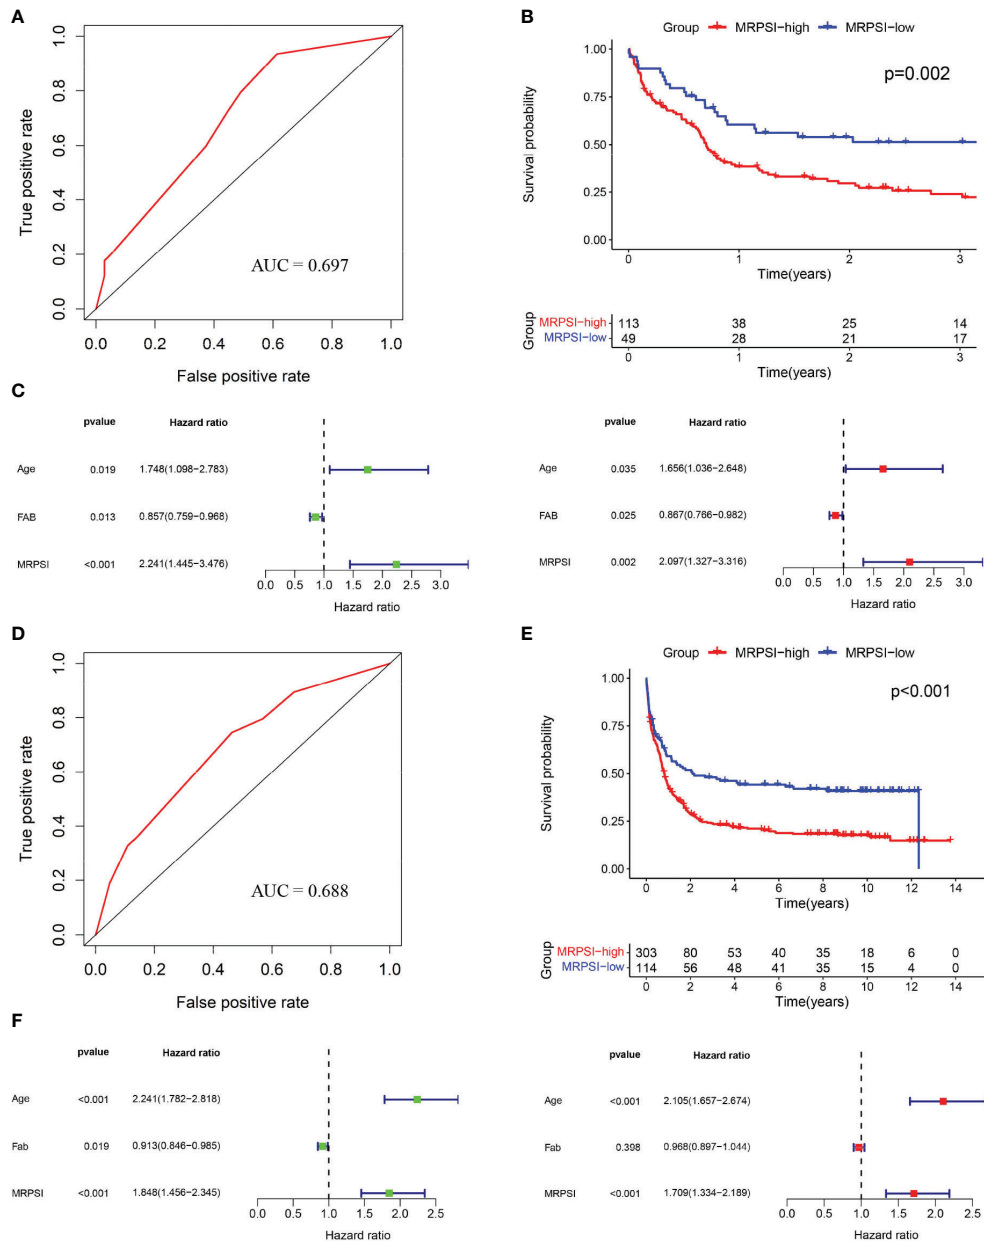 A
1.0
0.8
0.6
0.4
0.2
0.0
True positive rate
AUC = 0.697
0.0 0.2 0.4 0.6 0.8 1.0
False positive rate
B
Group MRPSI−high MRPSI−low
p=0.002
1.00
0.75
0.50
0.25
0.00
Survival probability
0 1 2 3
Time(years)
Group
MRPSI−high 113 38 25 14
MRPSI−low 49 28 21 17
0 1 2 3
Time(years)
C
pvalue Hazard ratio
Age 0.019 1.748(1.098−2.783)
FAB 0.013 0.857(0.759−0.968)
MRPSI <0.001 2.241(1.445−3.476)
0.0 0.5 1.0 1.5 2.0 2.5 3.0
Hazard ratio
pvalue Hazard ratio
Age 0.035 1.656(1.036−2.648)
FAB 0.025 0.867(0.766−0.982)
MRPSI 0.002 2.097(1.327−3.316)
0.0 0.5 1.0 1.5 2.0 2.5 3.0
Hazard ratio
D
1.0
0.8
0.6
0.4
0.2
0.0
True positive rate
AUC = 0.688
0.0 0.2 0.4 0.6 0.8 1.0
False positive rate
E
Group MRPSI−high MRPSI−low
p<0.001
1.00
0.75
0.50
0.25
0.00
Survival probability
0 2 4 6 8 10 12 14
Time(years)
Group
MRPSI−high 303 80 53 40 35 18 6 0
MRPSI−low 114 56 48 41 35 15 4 0
0 2 4 6 8 10 12 14
Time(years)
F
pvalue Hazard ratio
Age <0.001 2.241(1.782−2.818)
Fab 0.019 0.913(0.846−0.985)
MRPSI <0.001 1.848(1.456−2.345)
0.0 0.5 1.0 1.5 2.0 2.5
Hazard ratio
pvalue Hazard ratio
Age <0.001 2.105(1.657−2.674)
Fab 0.398 0.968(0.897−1.044)
MRPSI <0.001 1.709(1.334−2.189)
0.0 0.5 1.0 1.5 2.0 2.5
Hazard ratio